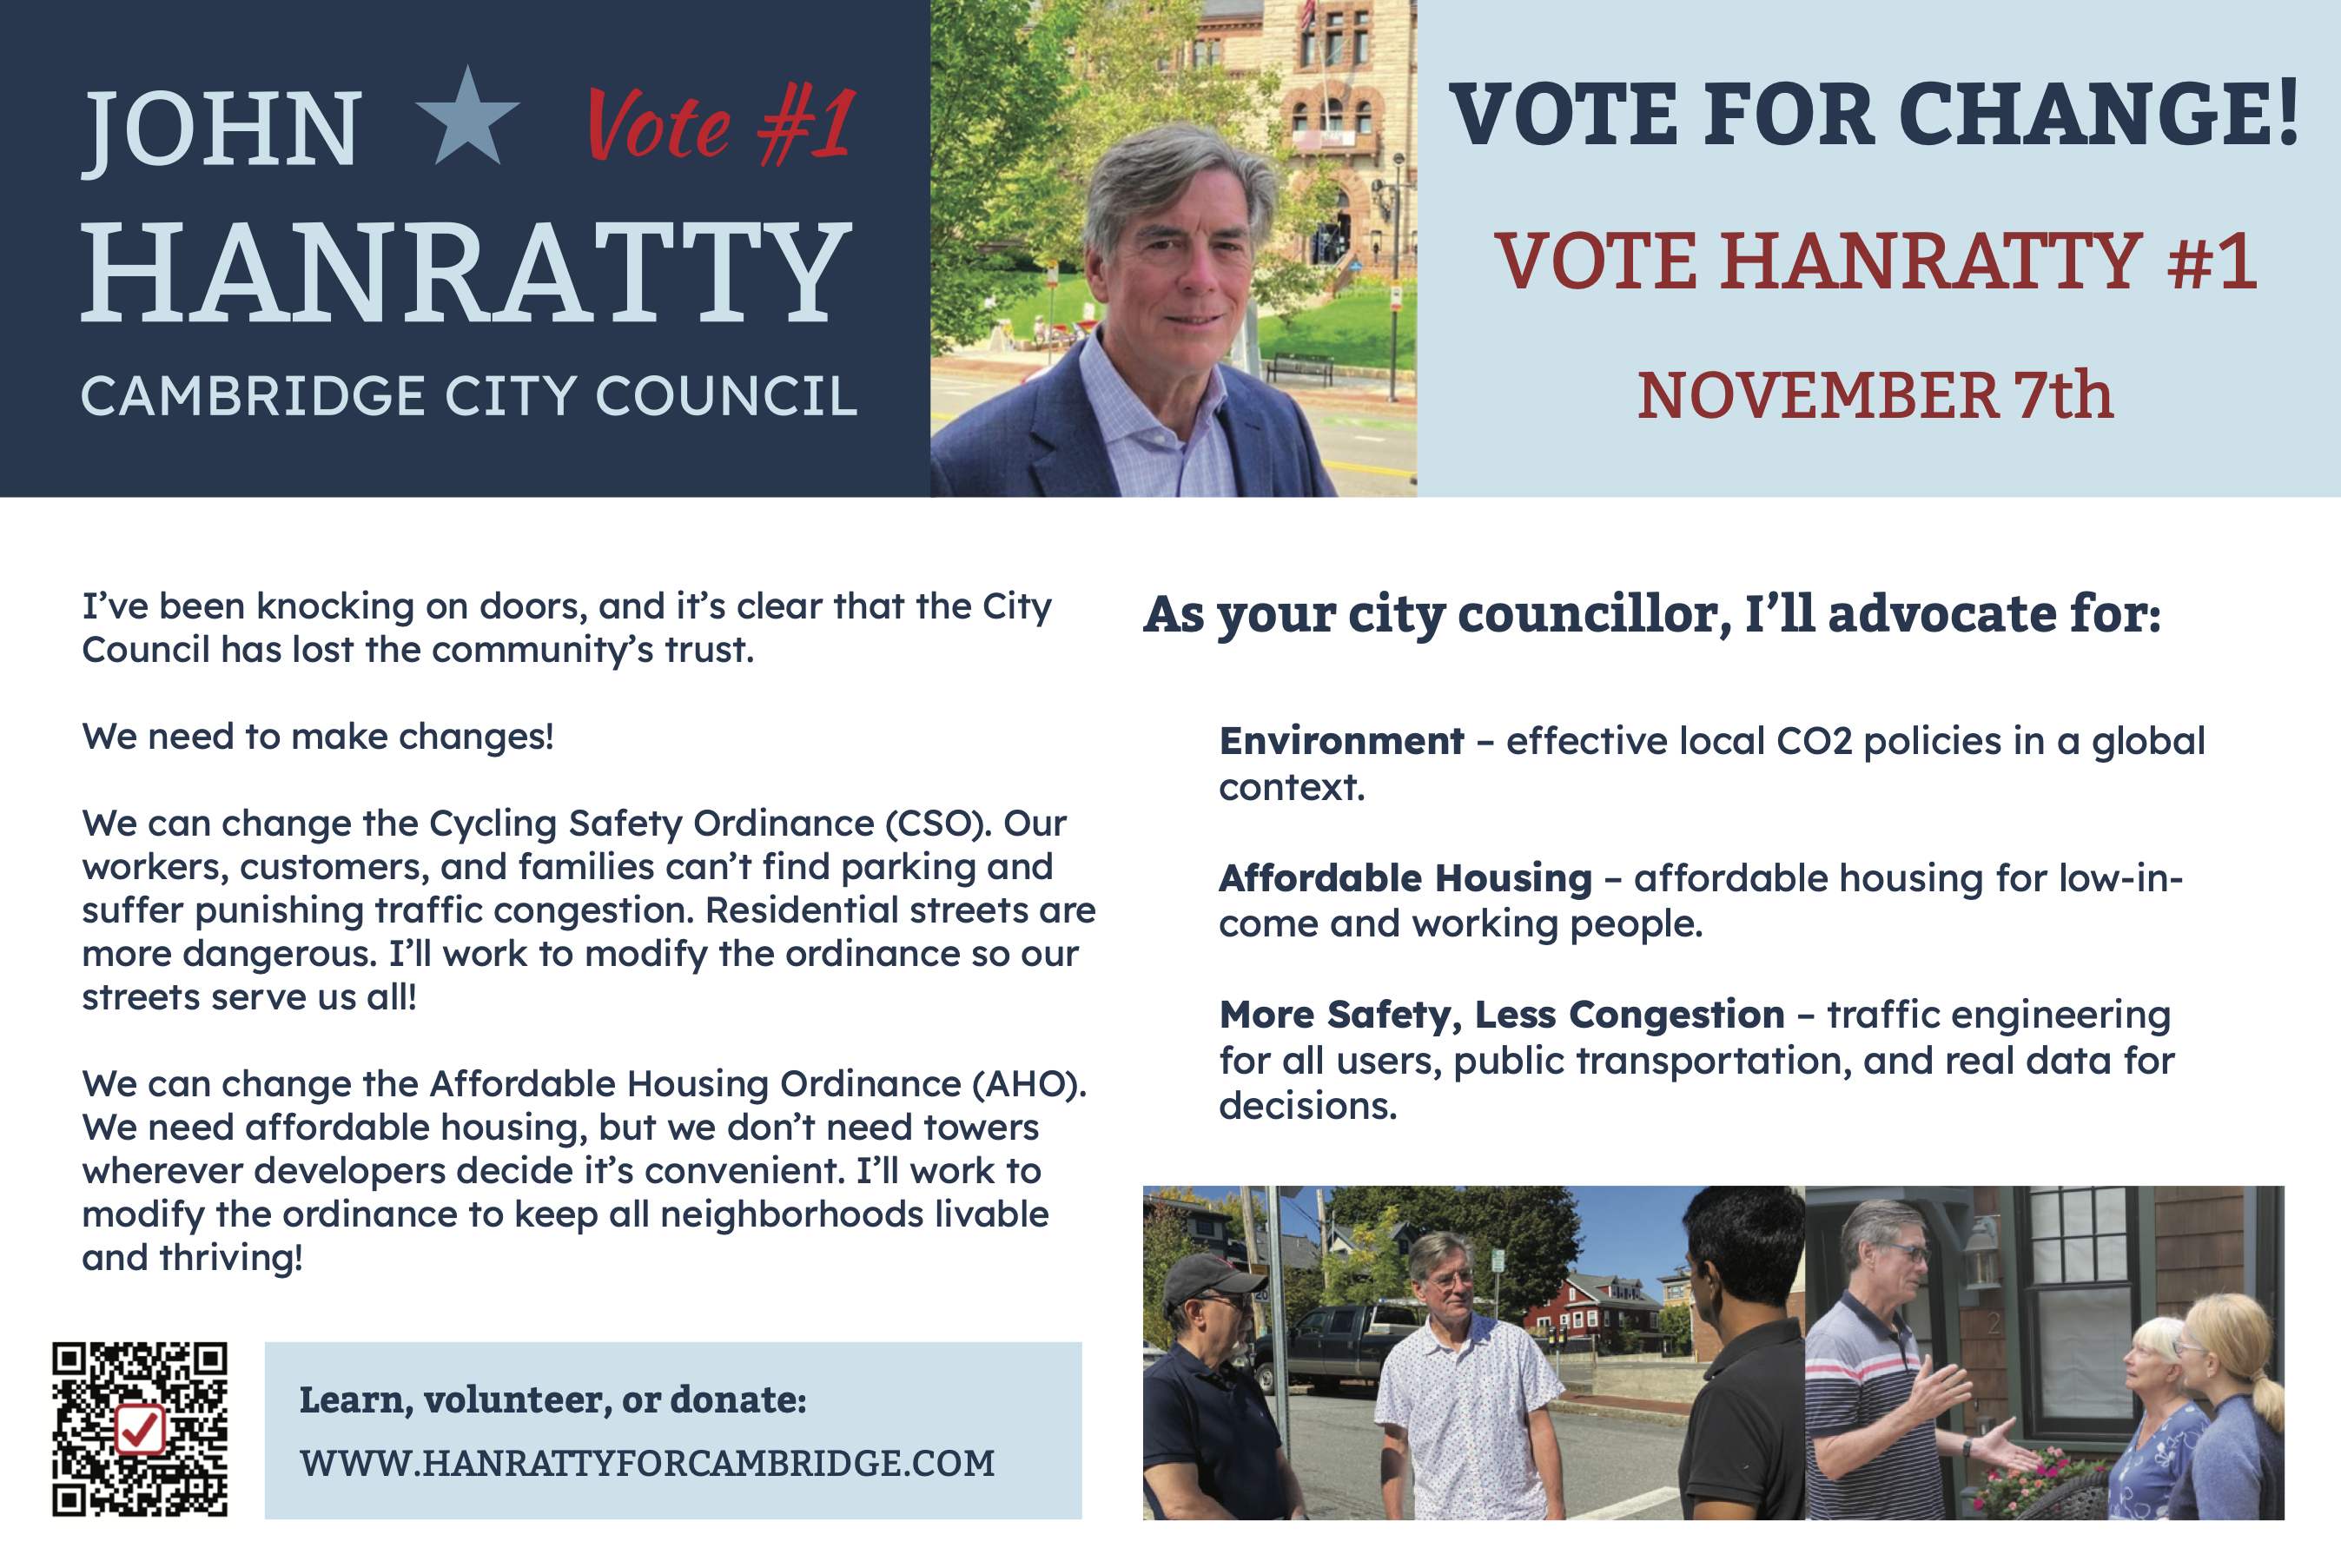 JOHN ★ Vote #1
HANRATTY
CAMBRIDGE CITY COUNCIL
VOTE FOR CHANGE!
VOTE HANRATTY #1
NOVEMBER 7th
I’ve been knocking on doors, and it’s clear that the City
Council has lost the community’s trust.
We need to make changes!
We can change the Cycling Safety Ordinance (CSO). Our
workers, customers, and families can’t find parking and
suffer punishing traffic congestion. Residential streets are
more dangerous. I’ll work to modify the ordinance so our
streets serve us all!
We can change the Affordable Housing Ordinance (AHO).
We need affordable housing, but we don’t need towers
wherever developers decide it’s convenient. I’ll work to
modify the ordinance to keep all neighborhoods livable
and thriving!
Learn, volunteer, or donate:
WWW.HANRATTYFORCAMBRIDGE.COM
As your city councillor, I’ll advocate for:
Environment – effective local CO2 policies in a global
context.
Affordable Housing – affordable housing for low-in-
come and working people.
More Safety, Less Congestion – traffic engineering
for all users, public transportation, and real data for
decisions.
20
2